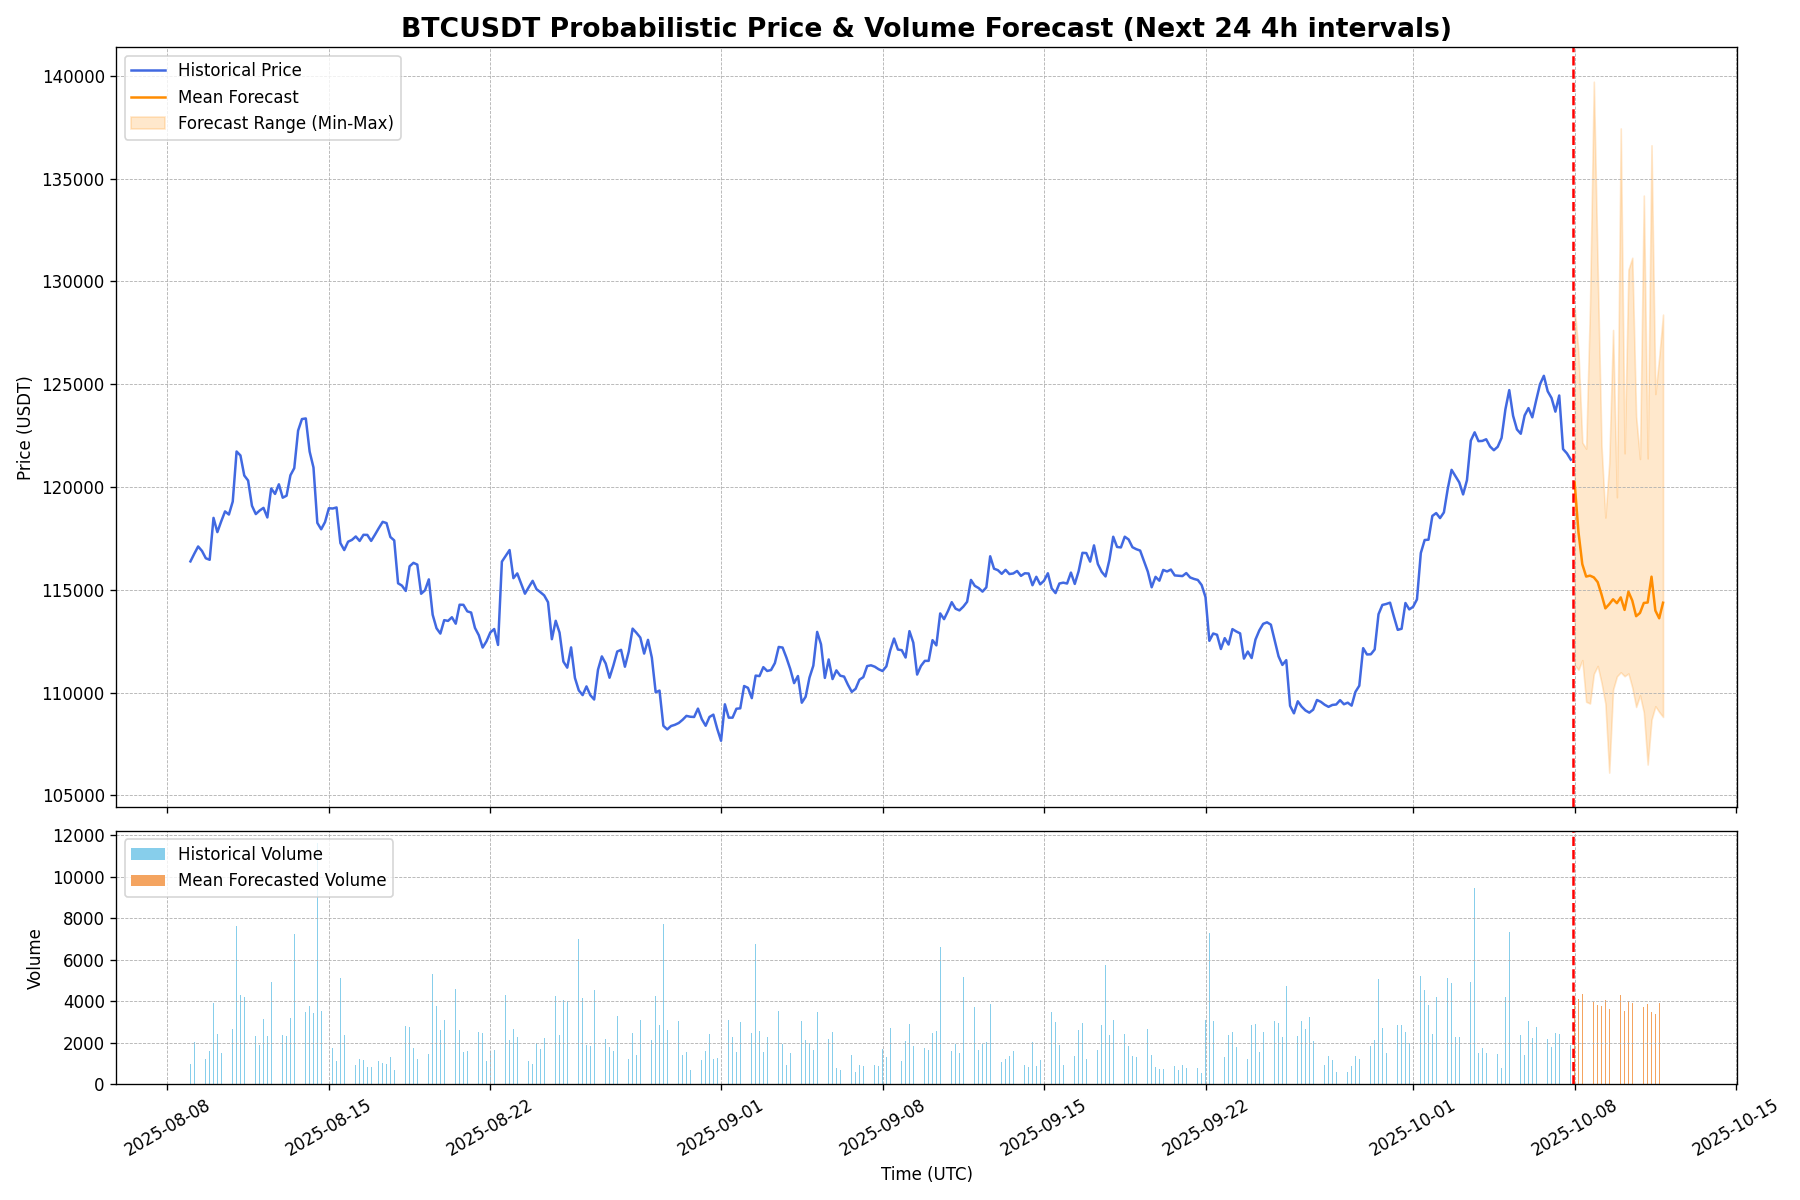 BTCUSDT Probabilistic Price & Volume Forecast (Next 24 4h intervals)
Historical Price
Mean Forecast
Forecast Range (Min-Max)
140000
135000
130000
125000
120000
115000
110000
105000
Price (USDT)
Historical Volume
Mean Forecasted Volume
12000
10000
8000
6000
4000
2000
0
Volume
2025-08-08
2025-08-15
2025-08-22
2025-09-01
2025-09-08
2025-09-15
2025-09-22
2025-10-01
2025-10-08
2025-10-15
Time (UTC)